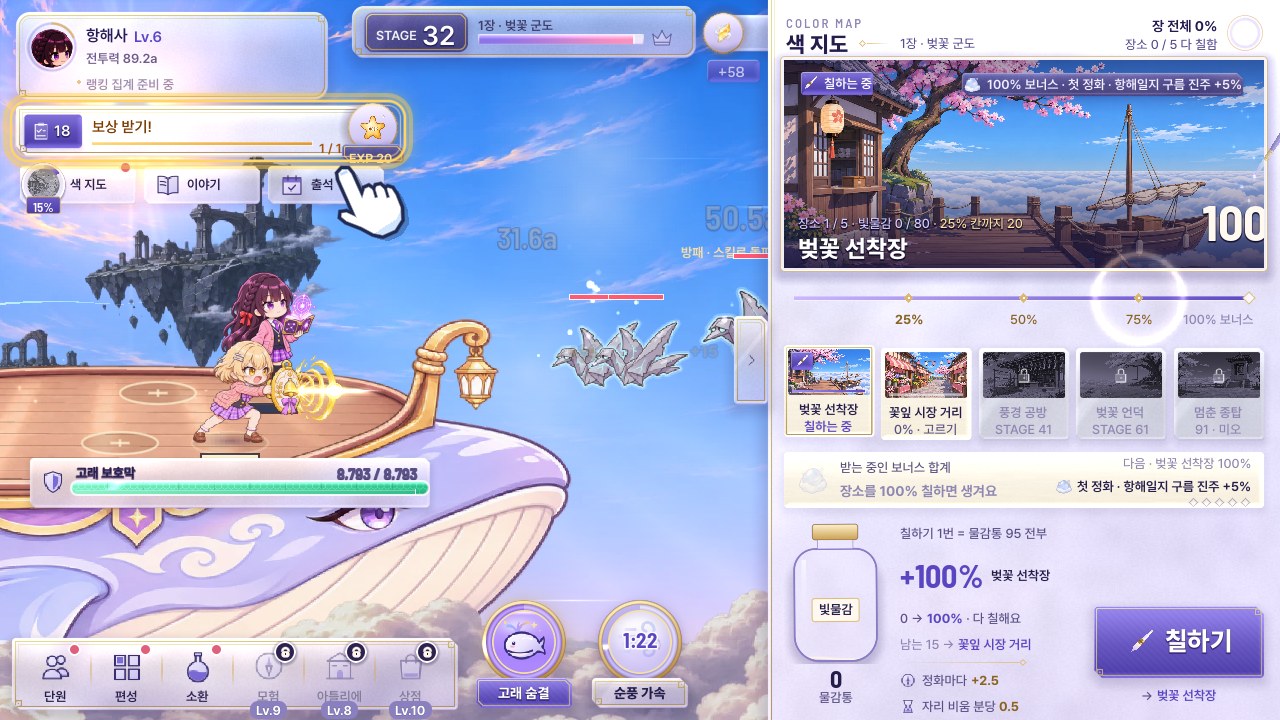 항해사 Lv.6
전투력 89.2a
랭킹 집계 준비 중
STAGE 32
1장 · 벚꽃 군도
+58
18 보상 받기!
1/1
EXP 20
색 지도
15%
이야기
출석
31.6a
50.5
방패 · 스킬로 돌파
고래 보호막 8,793 / 8,793
단원
편성
소환
모험
Lv.9
아틀리에
Lv.8
상점
Lv.10
고래 숨결
1:22
순풍 가속
COLOR MAP
색 지도
1장 · 벚꽃 군도
장 전체 0%
장소 0 / 5 다 칠함
칠하는 중
100% 보너스 · 첫 정화 · 항해일지 구름 진주 +5%
장소 1 / 5 · 빛물감 0 / 80 · 25% 칸까지 20
벚꽃 선착장
100
25%
50%
75%
100% 보너스
벚꽃 선착장
칠하는 중
꽃잎 시장 거리
0% · 고르기
풍경 공방
STAGE 41
벚꽃 언덕
STAGE 61
멈춘 종탑
91 · 미오
받는 중인 보너스 합계
장소를 100% 칠하면 생겨요
다음 · 벚꽃 선착장 100%
첫 정화 · 항해일지 구름 진주 +5%
빛물감
0
물감통
칠하기 1번 = 물감통 95 전부
+100% 벚꽃 선착장
0 → 100% · 다 칠해요
남는 15 → 꽃잎 시장 거리
정화마다 +2.5
자리 비움 분당 0.5
칠하기
→ 벚꽃 선착장